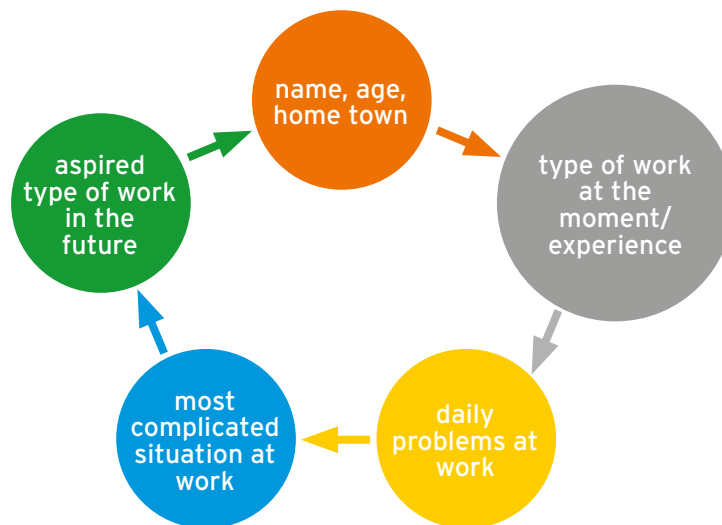 name, age,
home town
type of work
at the
moment/
experience
daily
problems at
work
most
complicated
situation at
work
aspired
type of work
in the
future